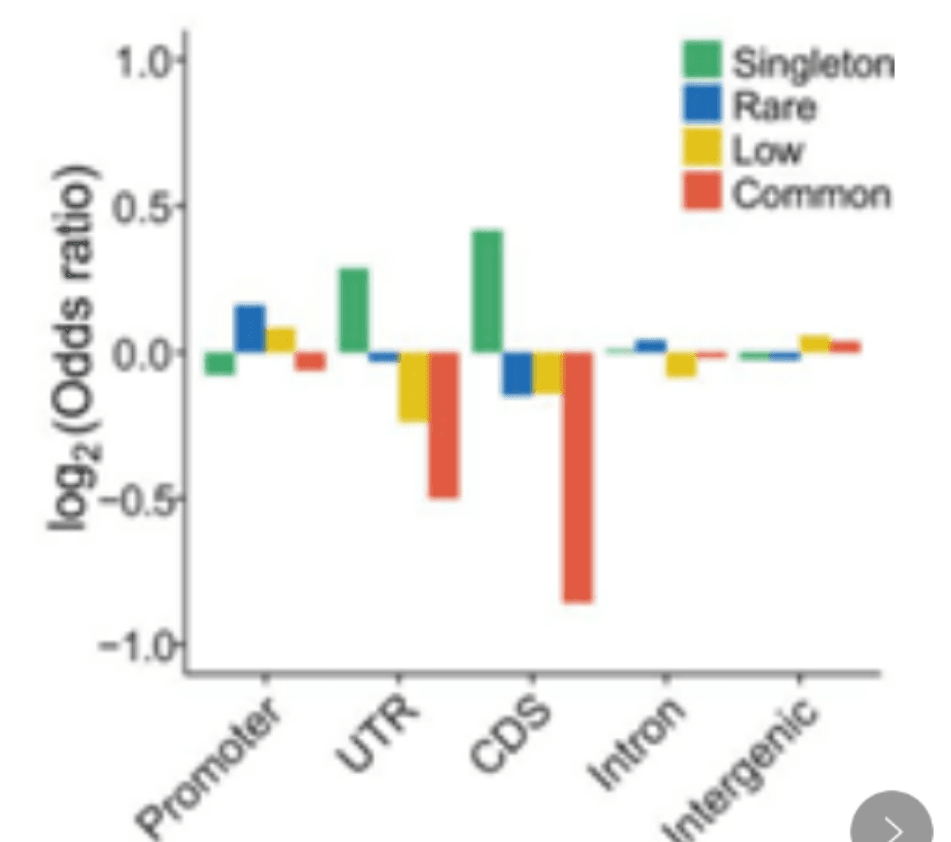 1.0
0.5
0.0
−0.5
−1.0
log₂(Odds ratio)
Singleton
Rare
Low
Common
Promoter
UTR
CDS
Intron
Intergenic